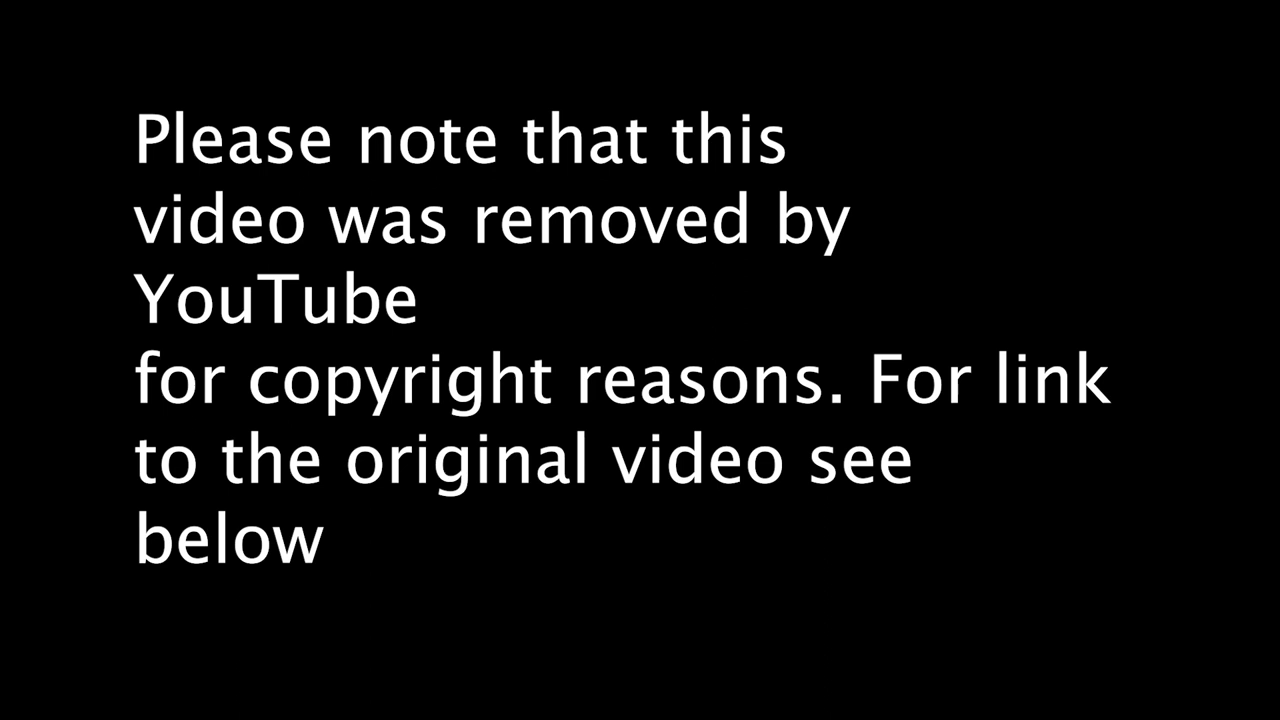 Please note that this
video was removed by
YouTube
for copyright reasons. For link
to the original video see
below